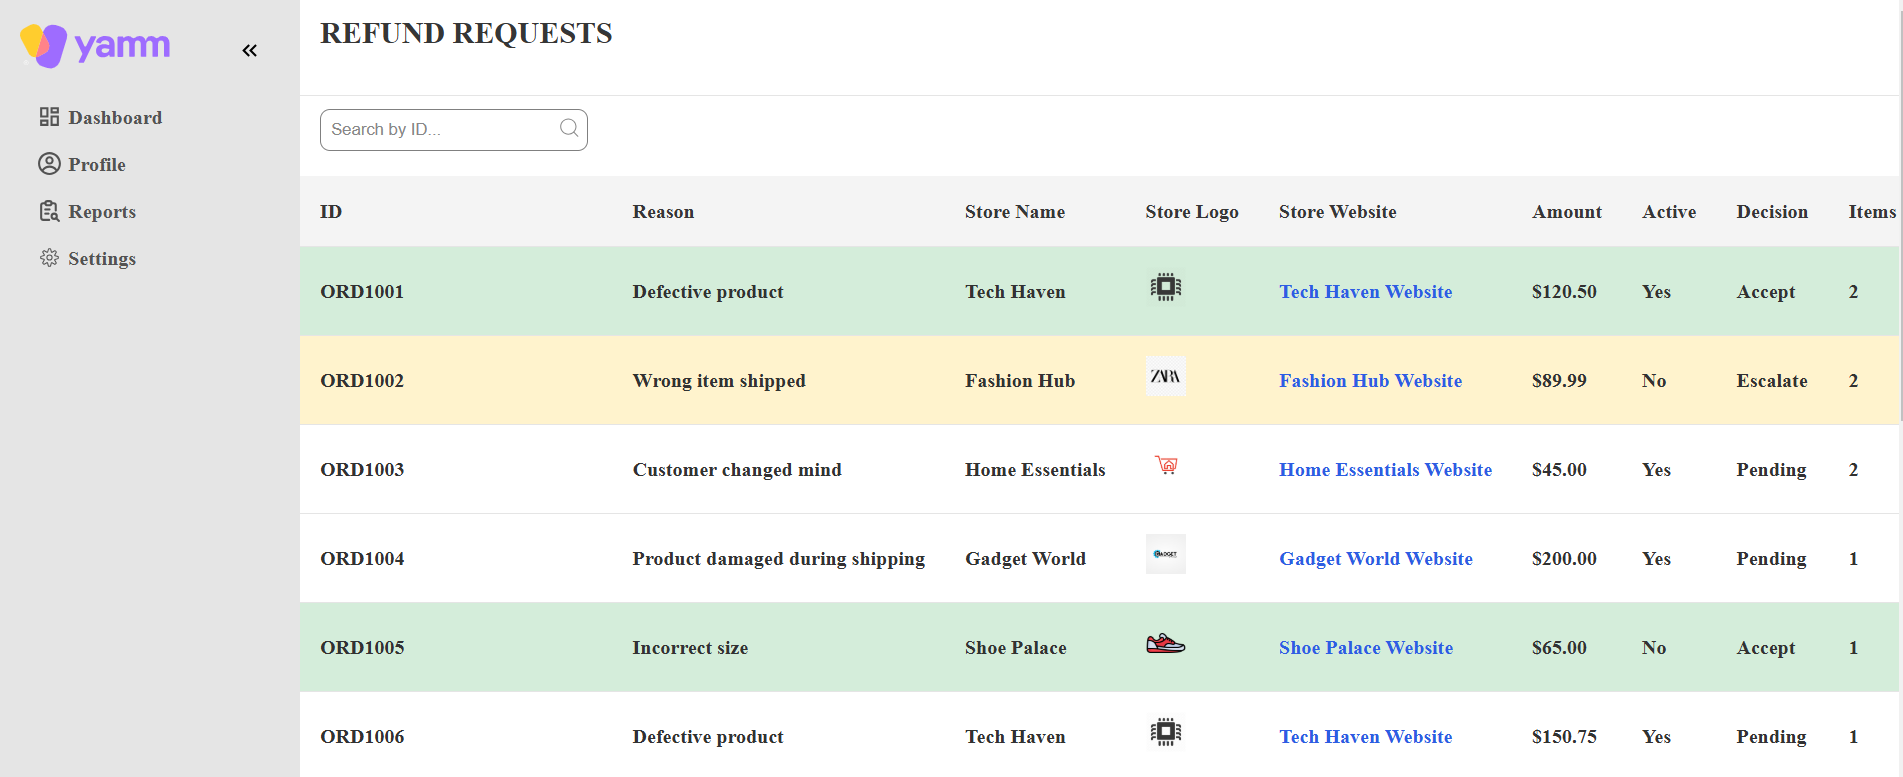 yamm
Dashboard
Profile
Reports
Settings
REFUND REQUESTS
Search by ID...
ID Reason Store Name Store Logo Store Website Amount Active Decision Items
ORD1001 Defective product Tech Haven Tech Haven Website $120.50 Yes Accept 2
ORD1002 Wrong item shipped Fashion Hub ZARA Fashion Hub Website $89.99 No Escalate 2
ORD1003 Customer changed mind Home Essentials Home Essentials Website $45.00 Yes Pending 2
ORD1004 Product damaged during shipping Gadget World GADGET Gadget World Website $200.00 Yes Pending 1
ORD1005 Incorrect size Shoe Palace Shoe Palace Website $65.00 No Accept 1
ORD1006 Defective product Tech Haven Tech Haven Website $150.75 Yes Pending 1